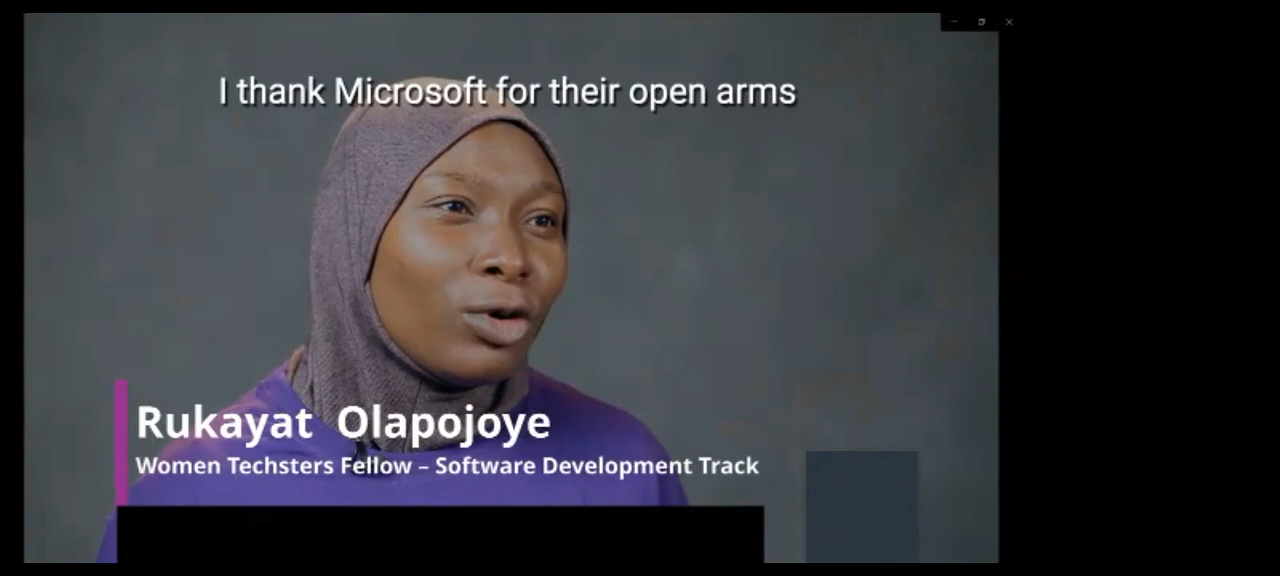 I thank Microsoft for their open arms
Rukayat Olapojoye
Women Techsters Fellow – Software Development Track